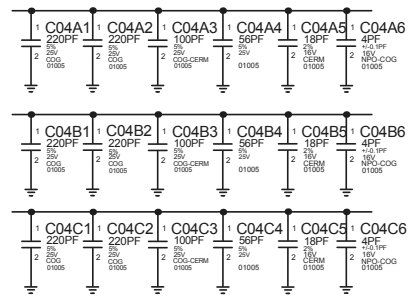 1 C04A1
220PF
5%
25V
2 COG
01005
1 C04A2
220PF
5%
25V
2 COG
01005
1 C04A3
100PF
5%
25V
2 COG-CERM
01005
1 C04A4
56PF
5%
25V
2
01005
1 C04A5
18PF
2%
16V
2 CERM
01005
1 C04A6
4PF
+/-0.1PF
16V
2 NPO-COG
01005
1 C04B1
220PF
5%
25V
2 COG
01005
1 C04B2
220PF
5%
25V
2 COG
01005
1 C04B3
100PF
5%
25V
2 COG-CERM
01005
1 C04B4
56PF
5%
25V
2
01005
1 C04B5
18PF
2%
16V
2 CERM
01005
1 C04B6
4PF
+/-0.1PF
16V
2 NPO-COG
01005
1 C04C1
220PF
5%
25V
2 COG
01005
1 C04C2
220PF
5%
25V
2 COG
01005
1 C04C3
100PF
5%
25V
2 COG-CERM
01005
1 C04C4
56PF
5%
25V
2
01005
1 C04C5
18PF
2%
16V
2 CERM
01005
1 C04C6
4PF
+/-0.1PF
16V
2 NPO-COG
01005